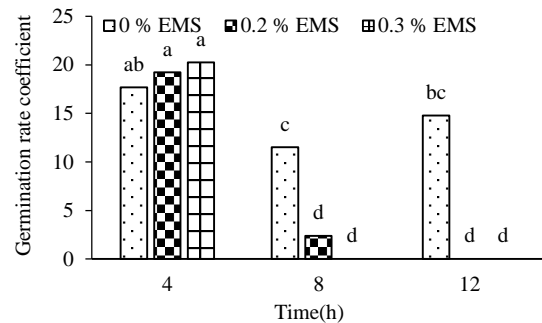 25
0 % EMS 0.2 % EMS 0.3 % EMS
20
15
10
5
0
ab a a
c d d
bc d d
4 8 12
Germination rate coefficient
Time(h)